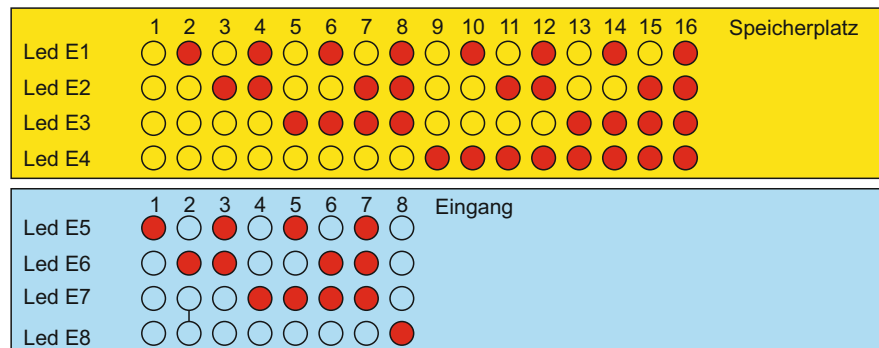 1 2 3 4 5 6 7 8 9 10 11 12 13 14 15 16 Speicherplatz
Led E1
Led E2
Led E3
Led E4
1 2 3 4 5 6 7 8 Eingang
Led E5
Led E6
Led E7
Led E8